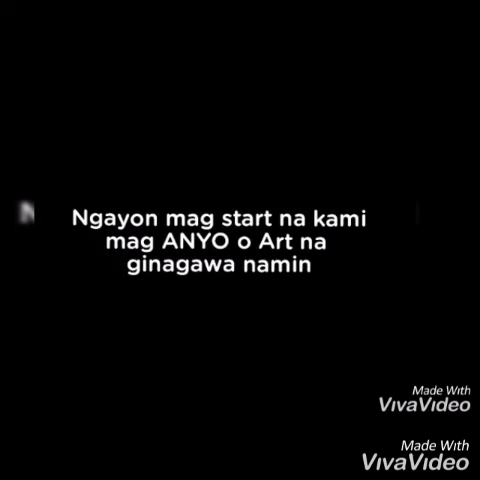 Ngayon mag start na kami
mag ANYO o Art na
ginagawa namin
Made With
VivaVideo
Made With
VivaVideo